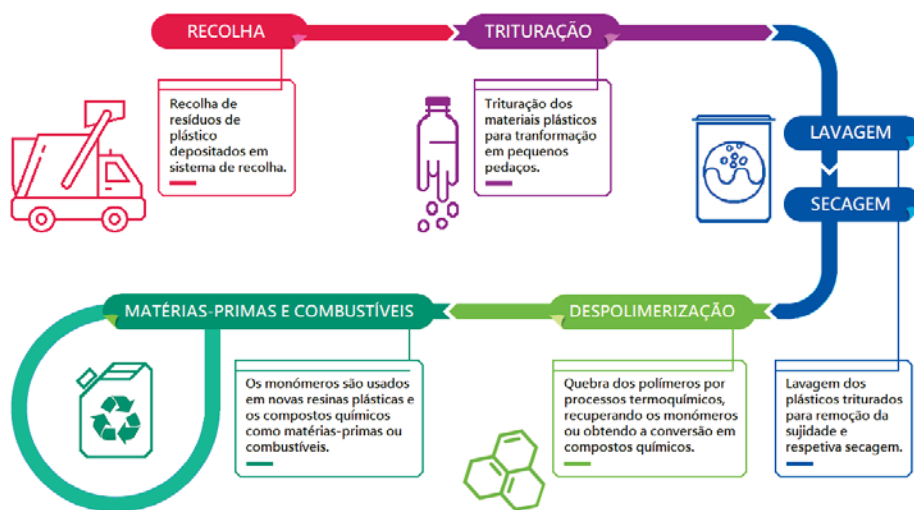 RECOLHA
Recolha de
resíduos de
plástico
depositados em
sistema de recolha.
TRITURAÇÃO
Trituração dos
materiais plásticos
para tranformação
em pequenos
pedaços.
LAVAGEM
SECAGEM
Lavagem dos
plásticos triturados
para remoção da
sujidade e
respetiva secagem.
DESPOLIMERIZAÇÃO
Quebra dos polímeros por
processos termoquímicos,
recuperando os monómeros
ou obtendo a conversão em
compostos químicos.
MATÉRIAS-PRIMAS E COMBUSTÍVEIS
Os monómeros são usados
em novas resinas plásticas e
os compostos químicos
como matérias-primas ou
combustíveis.